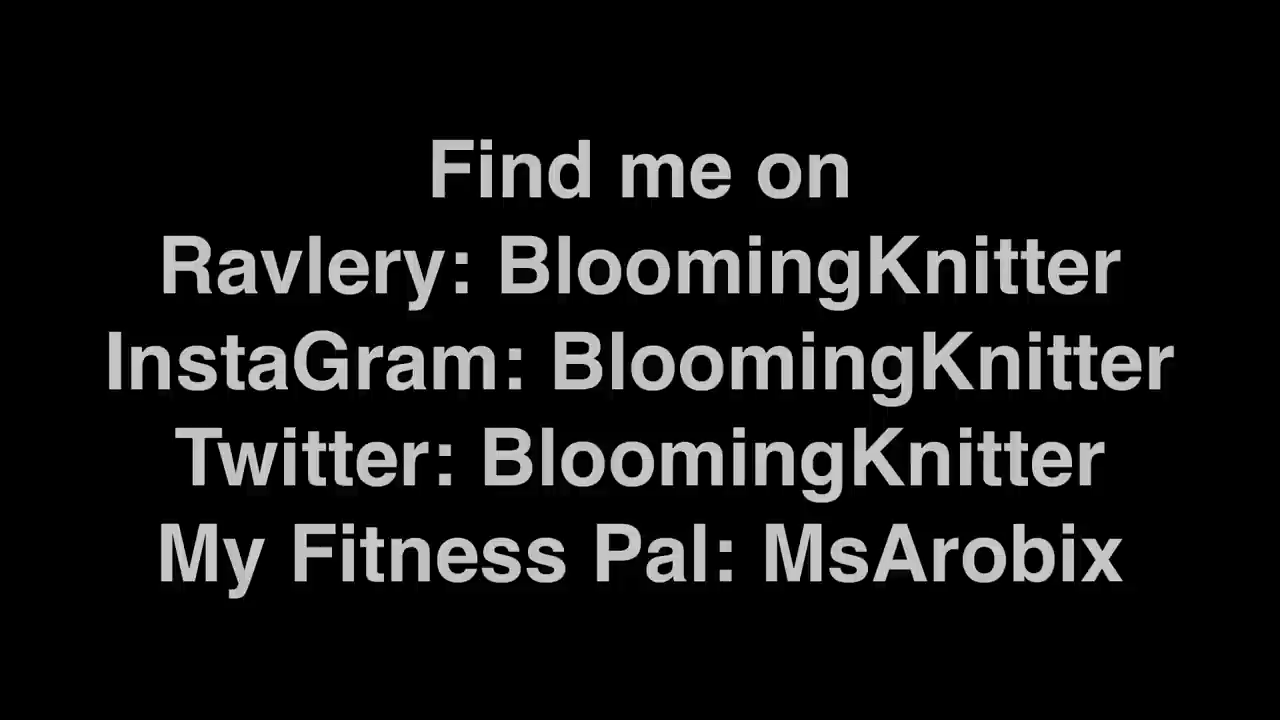 Find me on
Ravlery: BloomingKnitter
InstaGram: BloomingKnitter
Twitter: BloomingKnitter
My Fitness Pal: MsArobix